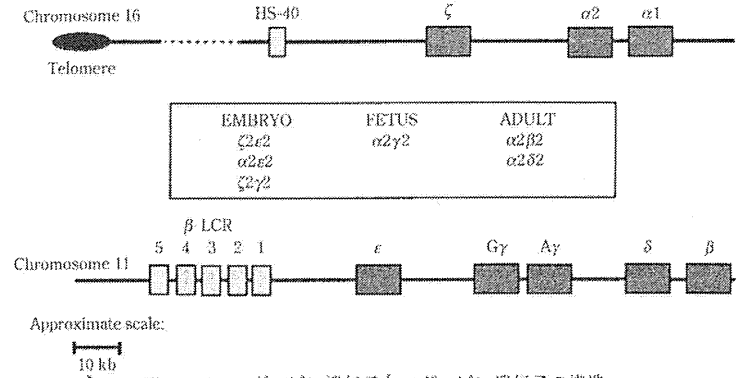 Chromosome 16
HS-40 ζ α2 α1
Telomere
EMBRYO FETUS ADULT
ζ2ε2 α2γ2 α2β2
α2ε2 α2δ2
ζ2γ2
β-LCR
5 4 3 2 1 ε Gγ Aγ δ β
Chromosome 11
Approximate scale:
10 kb